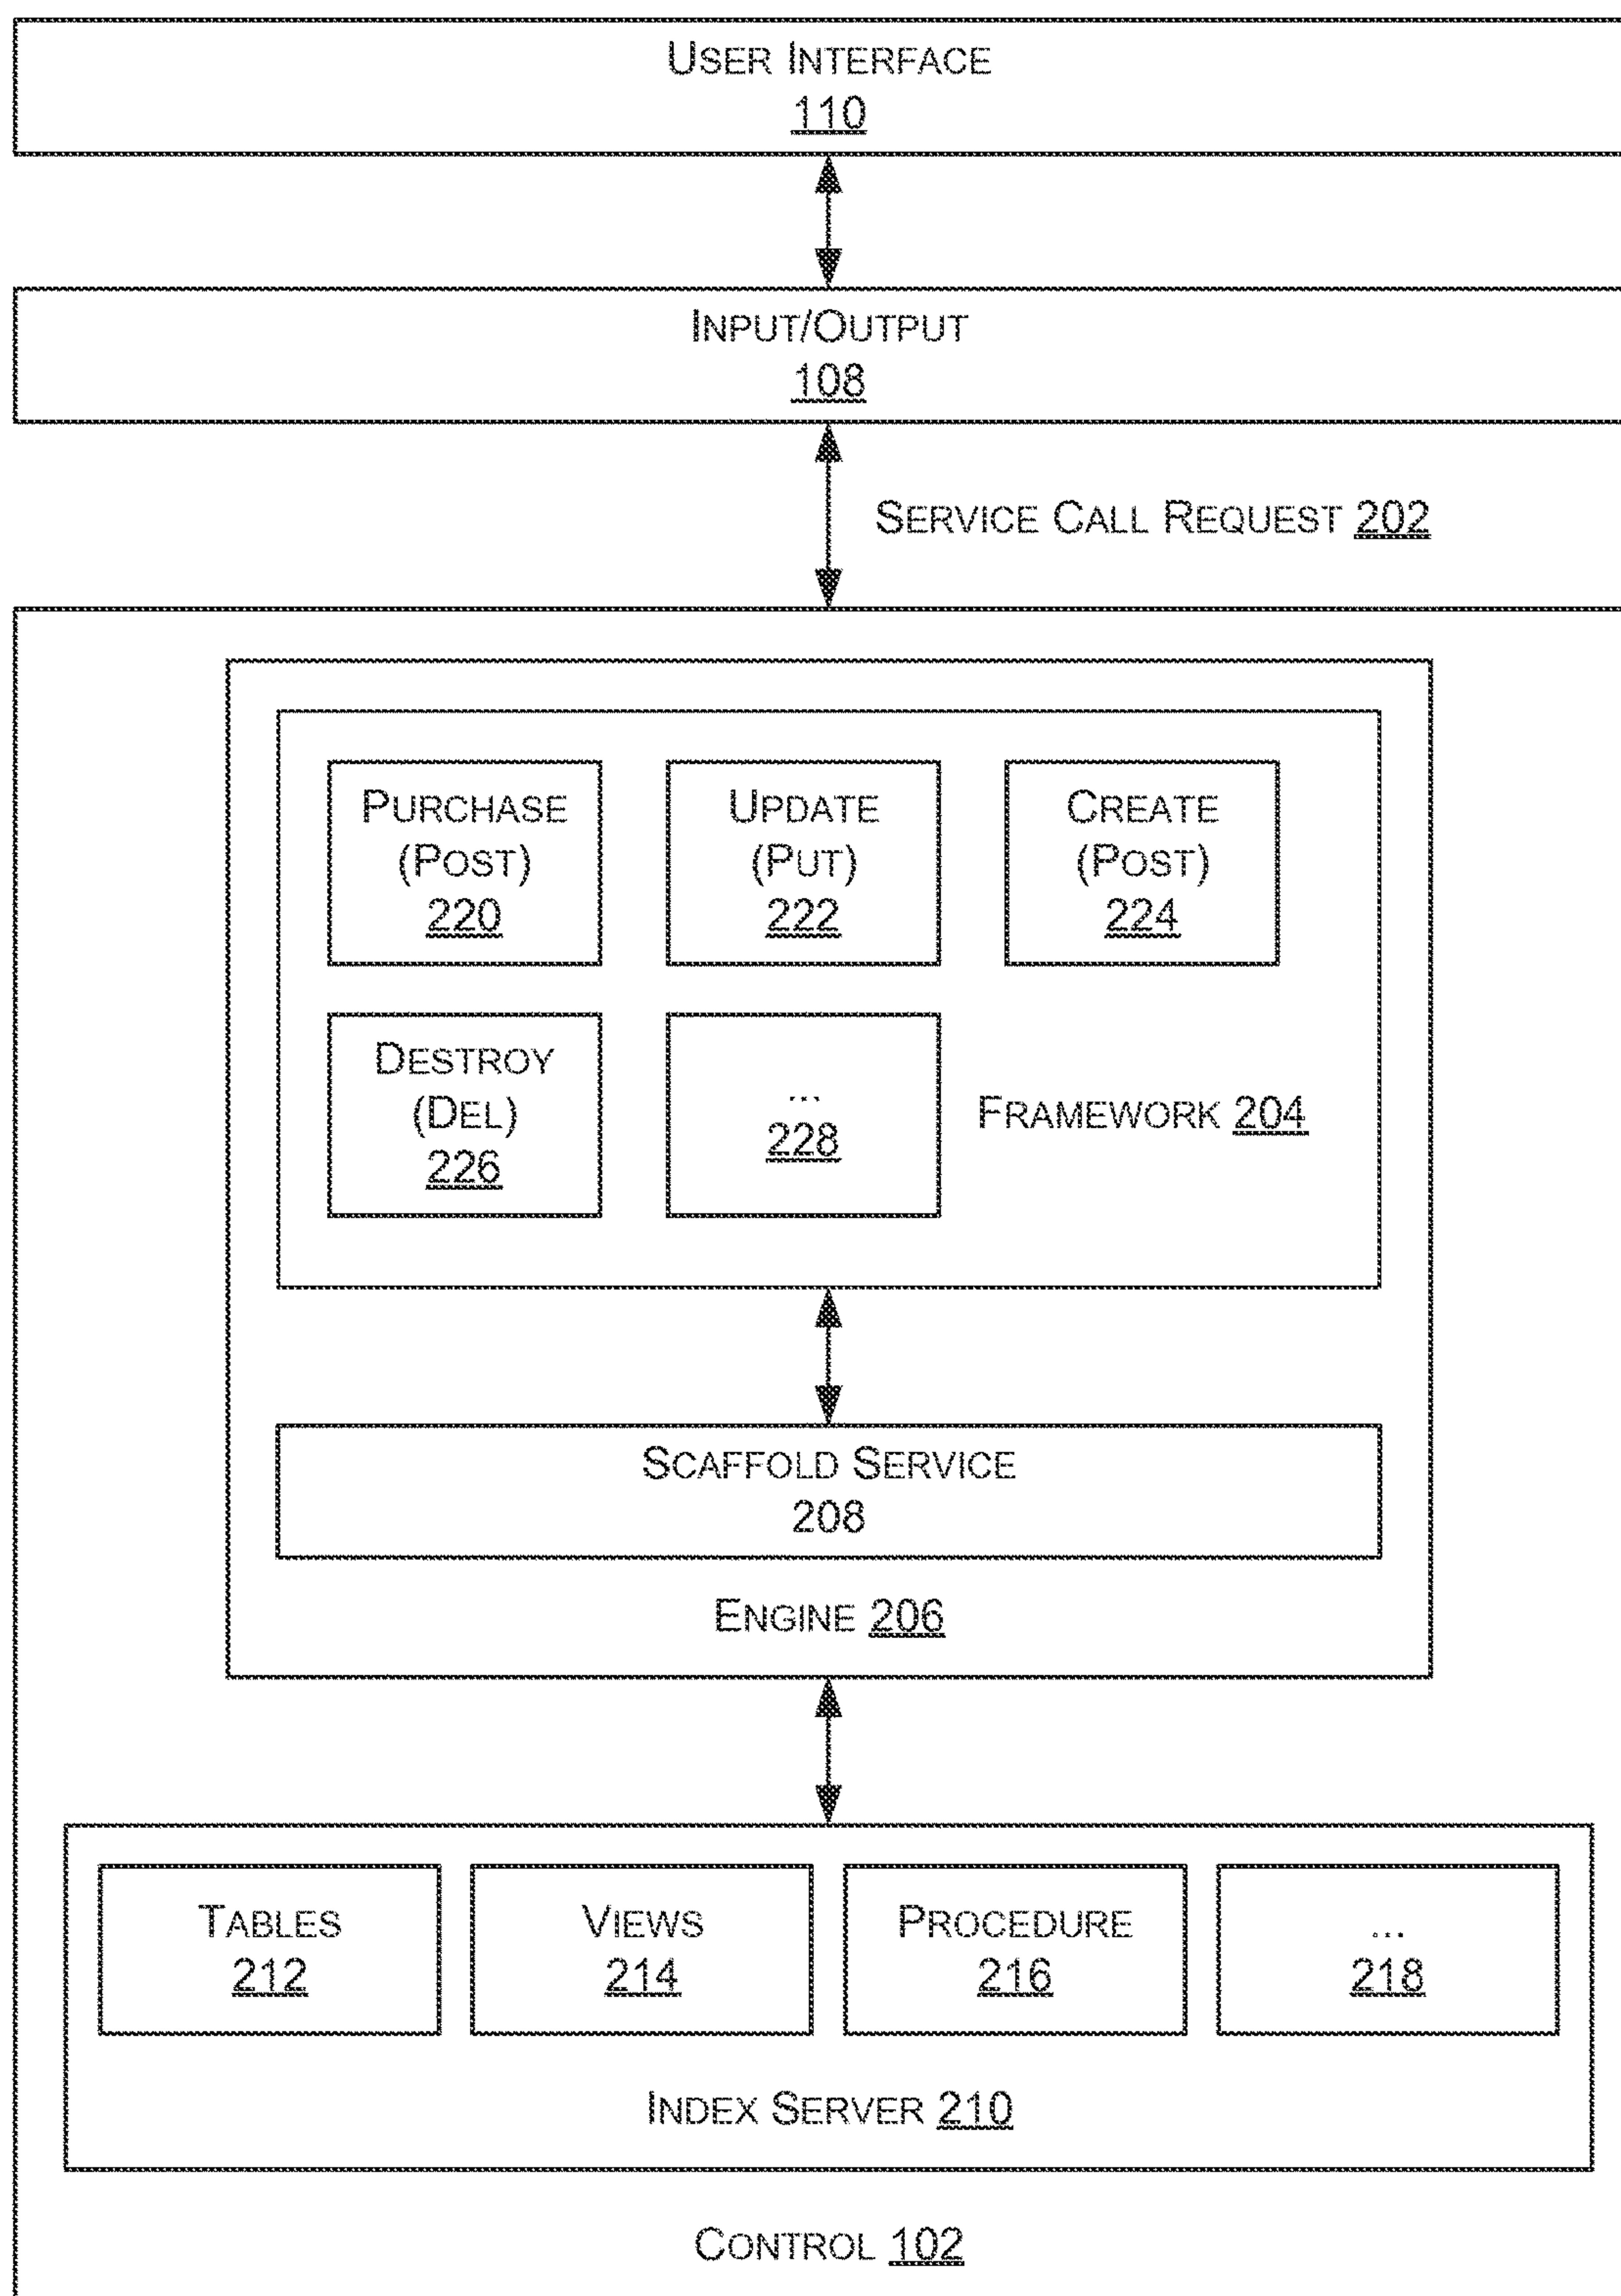 USER INTERFACE
110
INPUT/OUTPUT
108
SERVICE CALL REQUEST 202
PURCHASE
(POST)
220
UPDATE
(PUT)
222
CREATE
(POST)
224
DESTROY
(DEL)
226
...
228
FRAMEWORK 204
SCAFFOLD SERVICE
208
ENGINE 206
TABLES
212
VIEWS
214
PROCEDURE
216
...
218
INDEX SERVER 210
CONTROL 102